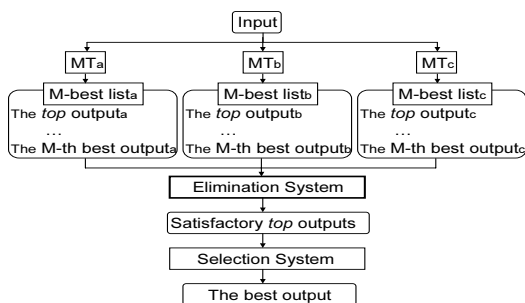 Input
MTa MTb MTc
M-best lista M-best listb M-best listc
The top outputa The top outputb The top outputc
... ... ...
The M-th best outputa The M-th best outputb The M-th best outputc
Elimination System
Satisfactory top outputs
Selection System
The best output